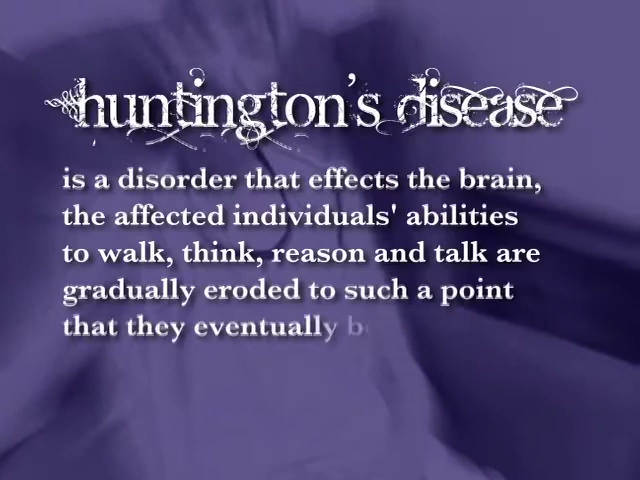 huntington's disease
is a disorder that effects the brain,
the affected individuals' abilities
to walk, think, reason and talk are
gradually eroded to such a point
that they eventually